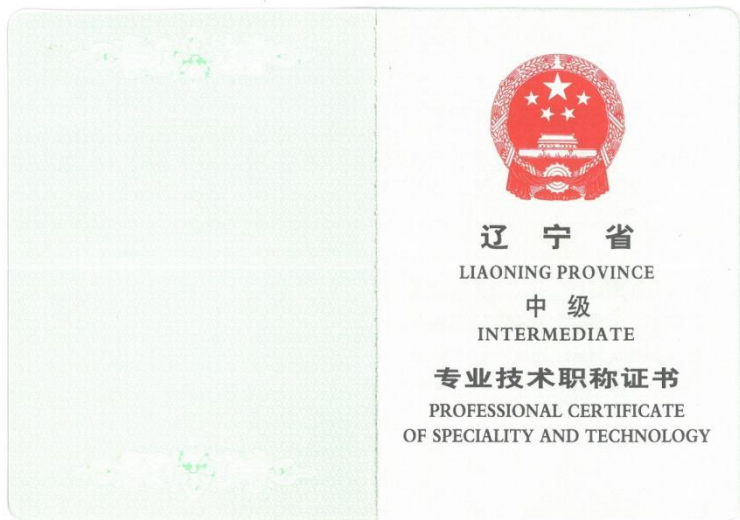 辽宁省
LIAONING PROVINCE
中级
INTERMEDIATE
专业技术职称证书
PROFESSIONAL CERTIFICATE
OF SPECIALITY AND TECHNOLOGY